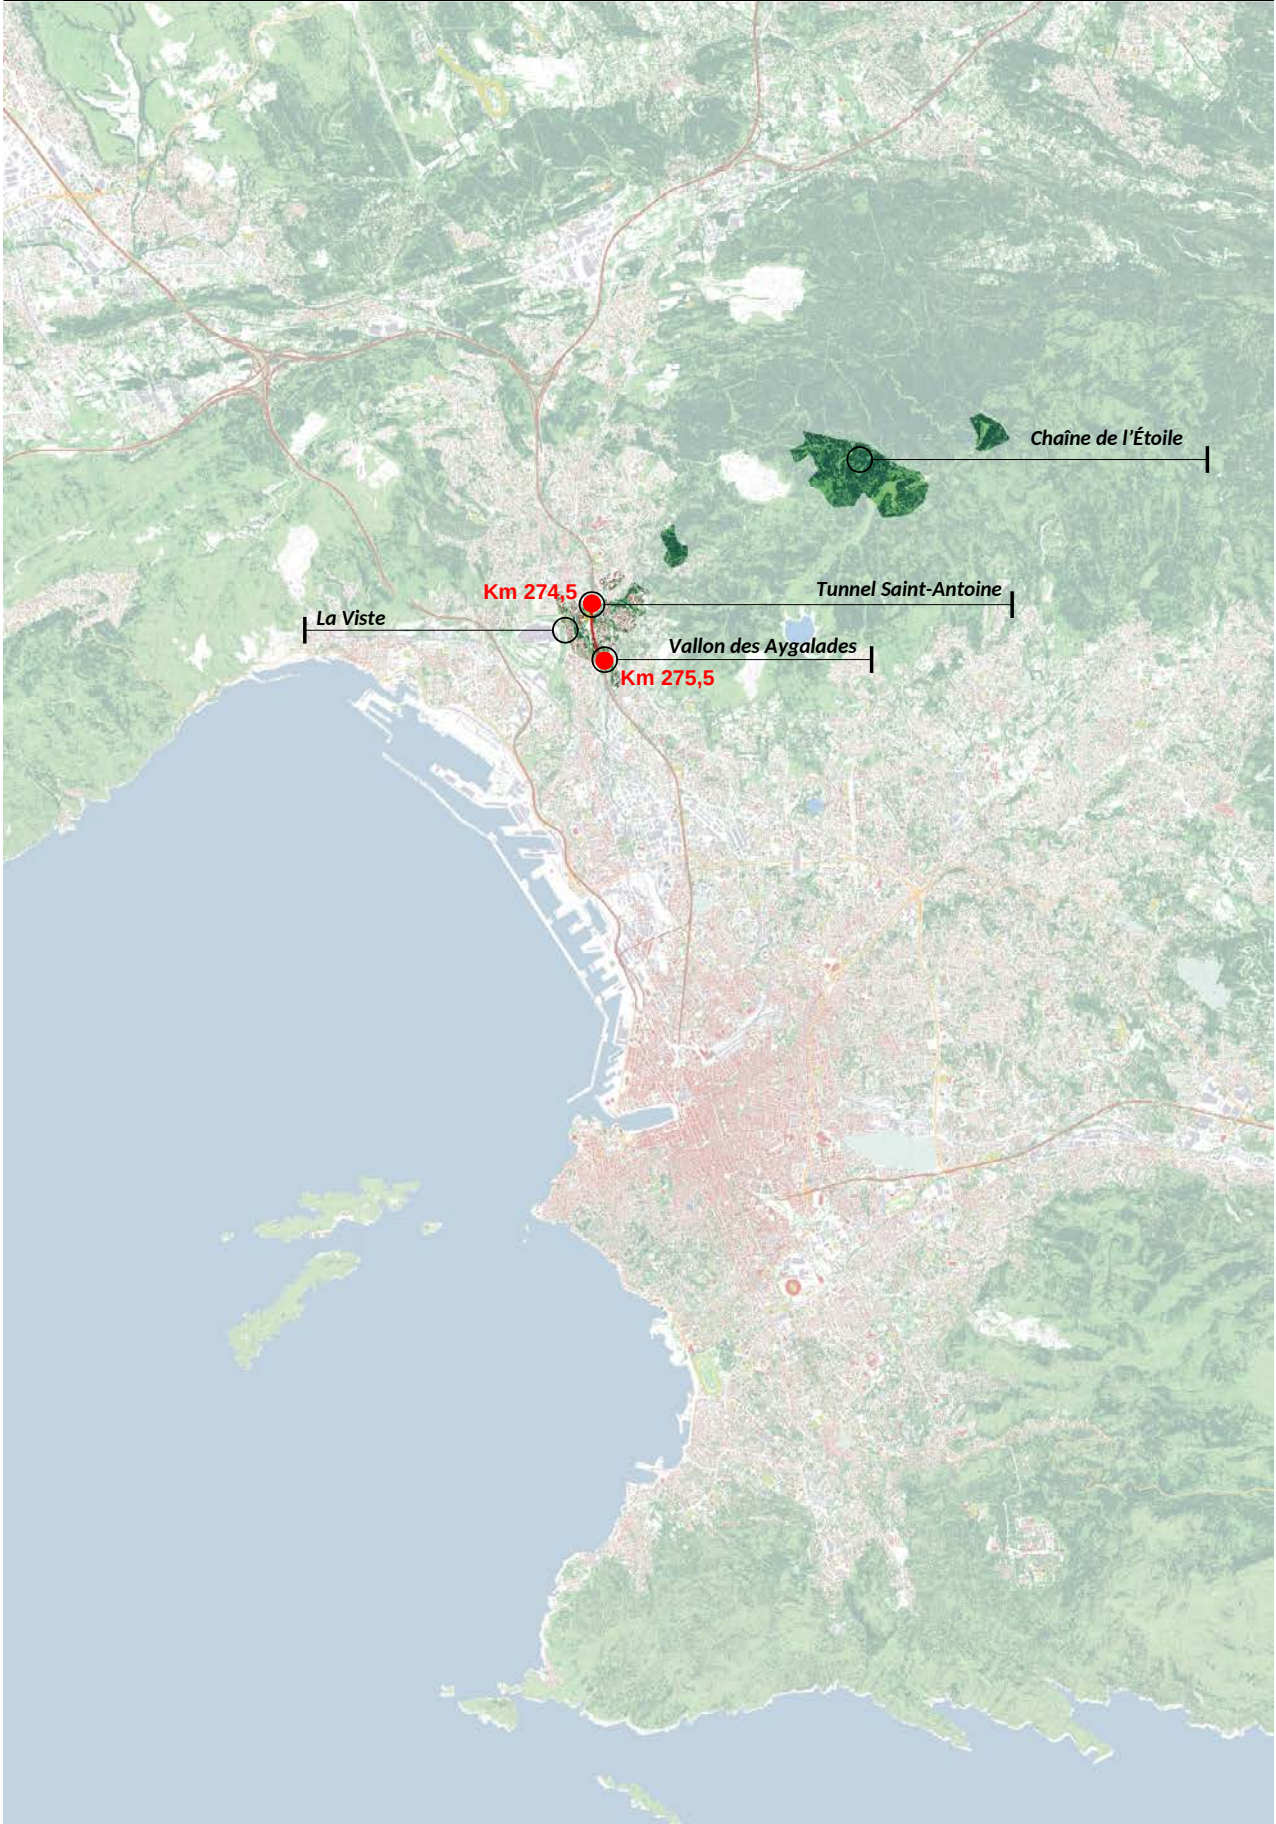 Chaîne de l’Étoile
Km 274,5
Tunnel Saint-Antoine
La Viste
Vallon des Aygalades
Km 275,5